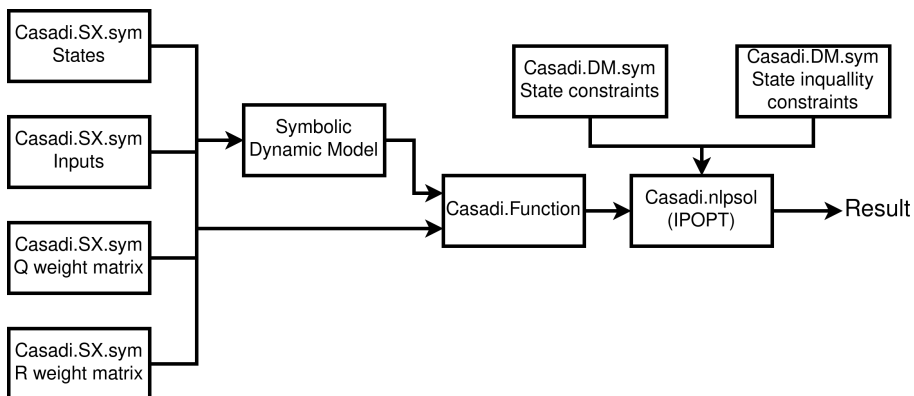 Casadi.SX.sym
States
Casadi.SX.sym
Inputs
Casadi.SX.sym
Q weight matrix
Casadi.SX.sym
R weight matrix
Symbolic
Dynamic Model
Casadi.Function
Casadi.DM.sym
State constraints
Casadi.DM.sym
State inquallity
constraints
Casadi.nlpsol
(IPOPT)
Result